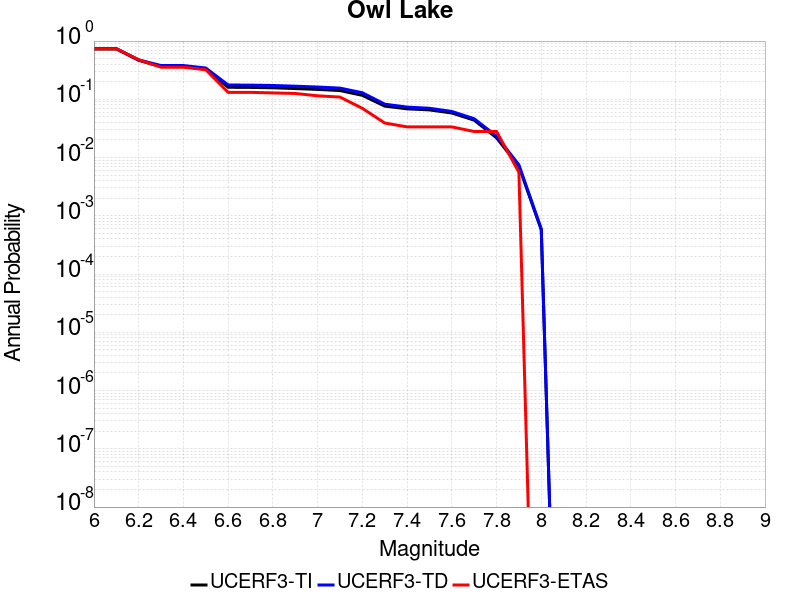 Owl Lake
10^0
10^-1
10^-2
10^-3
10^-4
10^-5
10^-6
10^-7
10^-8
Annual Probability
6 6.2 6.4 6.6 6.8 7 7.2 7.4 7.6 7.8 8 8.2 8.4 8.6 8.8 9
Magnitude
UCERF3-TI UCERF3-TD UCERF3-ETAS